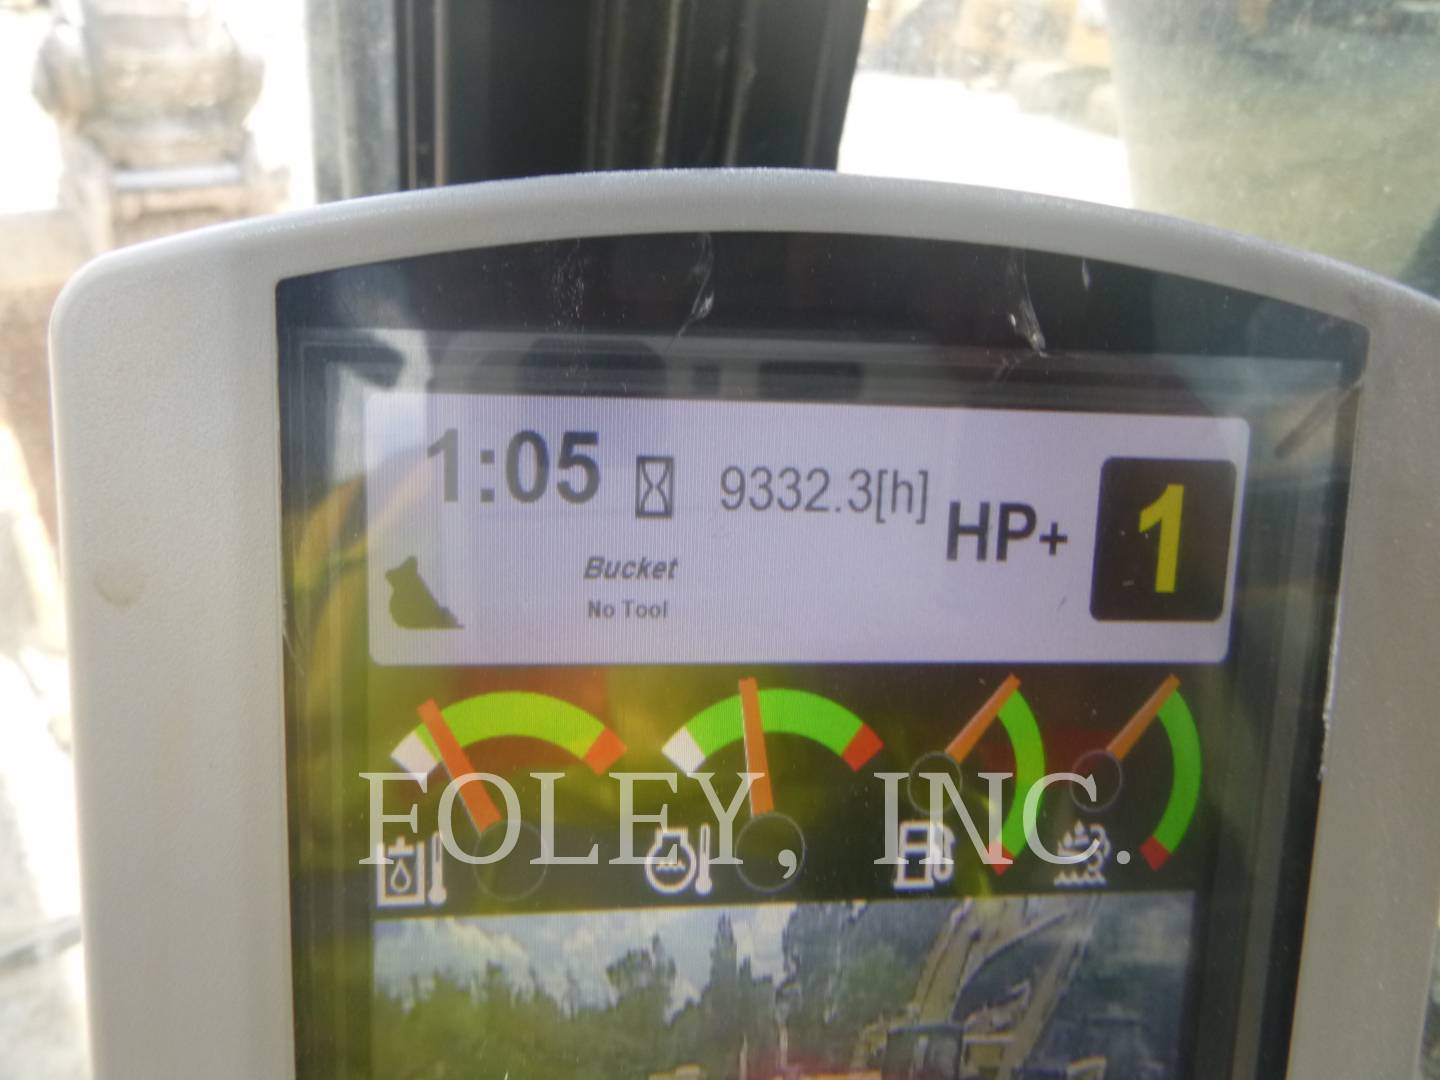 1:05 9332.3[h] HP+ 1
Bucket
No Tool
FOLEY, INC.